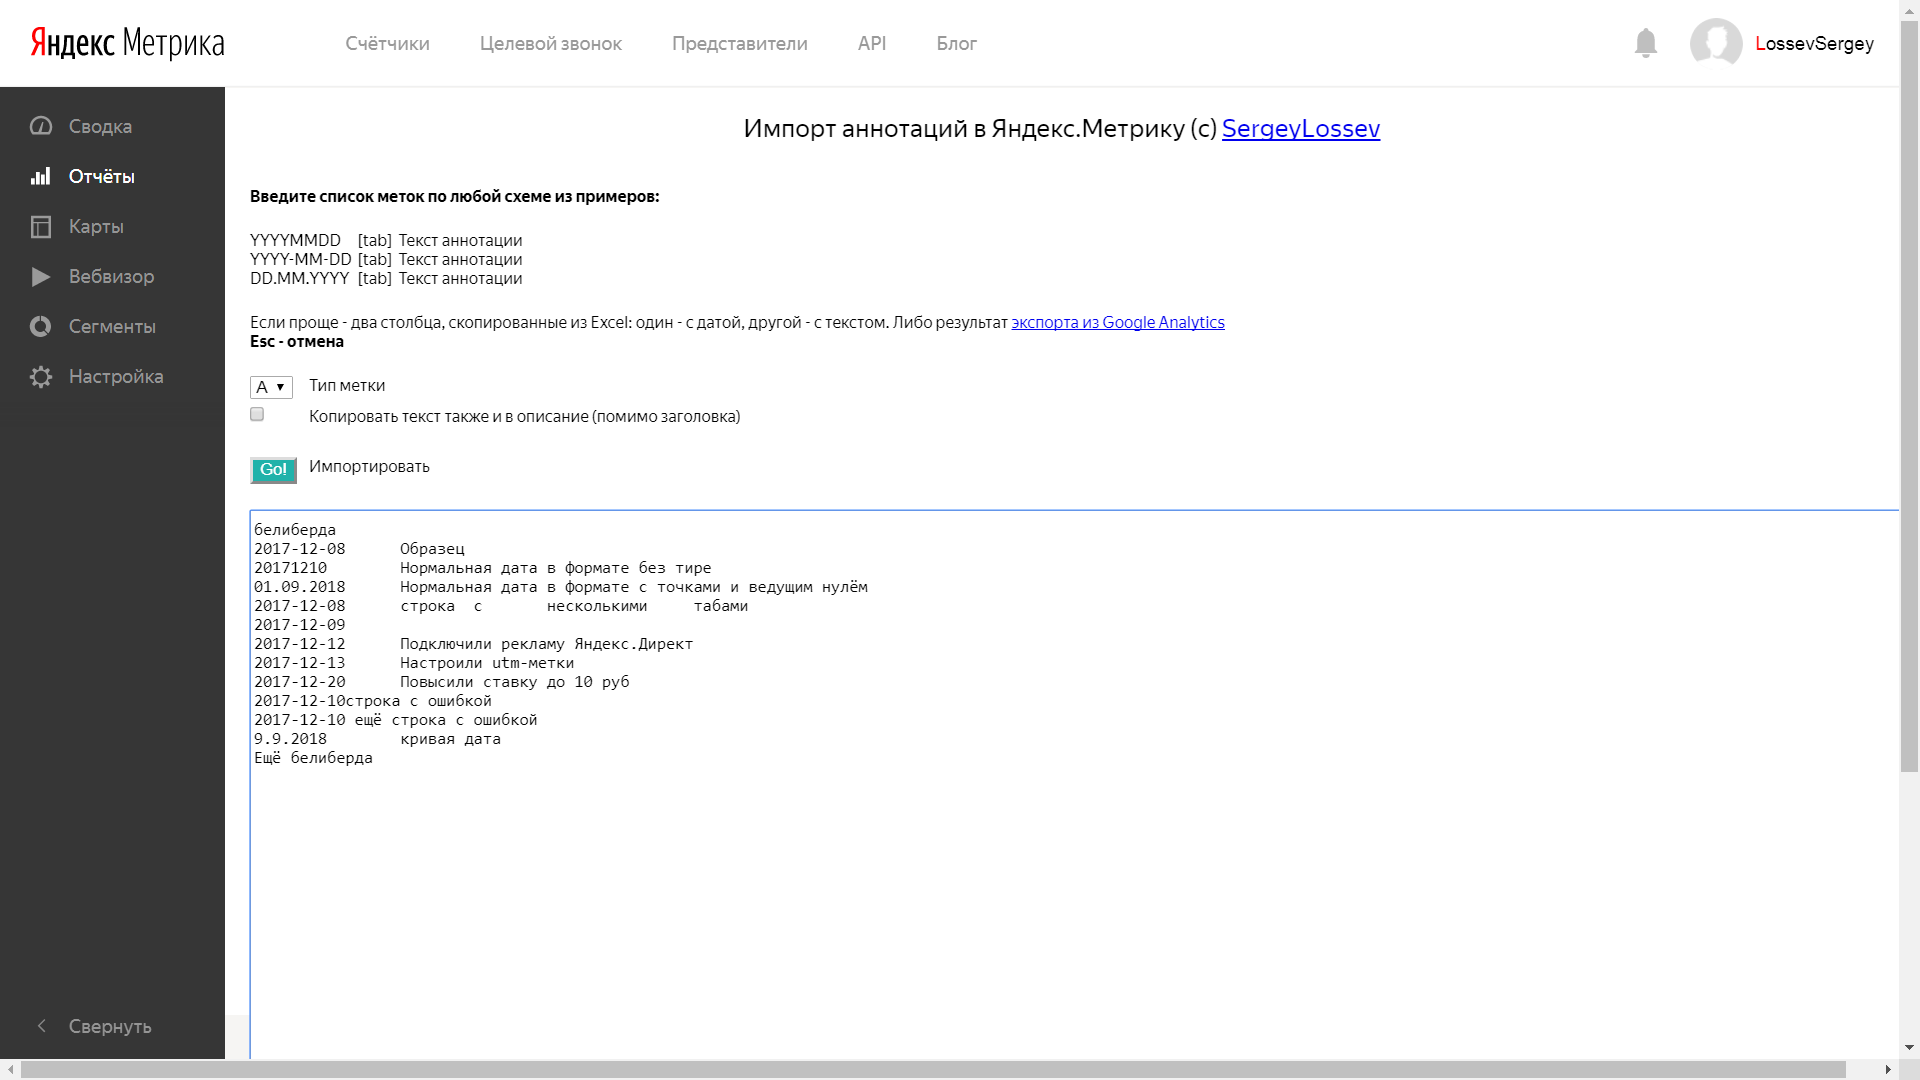 Яндекс Метрика
Счётчики
Целевой звонок
Представители
API
Блог
LossevSergey
Сводка
Отчёты
Карты
Вебвизор
Сегменты
Настройка
Свернуть
Импорт аннотаций в Яндекс.Метрику (с) SergeyLossev
Введите список меток по любой схеме из примеров:
YYYYMMDD [tab] Текст аннотации
YYYY-MM-DD [tab] Текст аннотации
DD.MM.YYYY [tab] Текст аннотации
Если проще - два столбца, скопированные из Excel: один - с датой, другой - с текстом. Либо результат экспорта из Google Analytics
Esc - отмена
A ▼ Тип метки
Копировать текст также и в описание (помимо заголовка)
Go! Импортировать
белиберда
2017-12-08 Образец
20171210 Нормальная дата в формате без тире
01.09.2018 Нормальная дата в формате с точками и ведущим нулём
2017-12-08 строка с несколькими табами
2017-12-09
2017-12-12 Подключили рекламу Яндекс.Директ
2017-12-13 Настроили utm-метки
2017-12-20 Повысили ставку до 10 руб
2017-12-10строка с ошибкой
2017-12-10 ещё строка с ошибкой
9.9.2018 кривая дата
Ещё белиберда